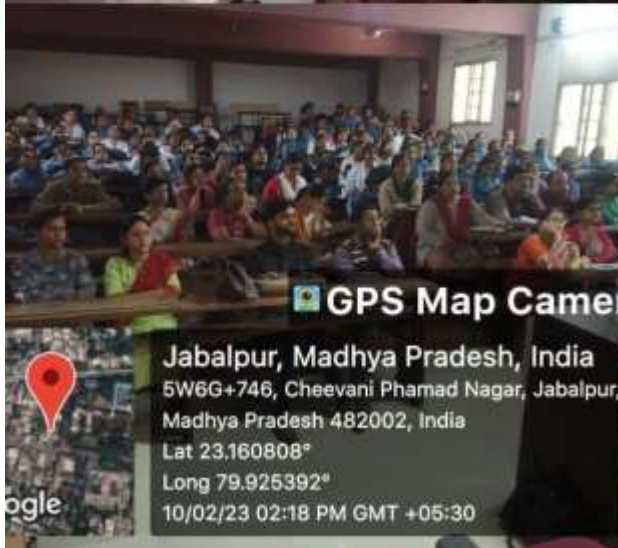 GPS Map Camer
Jabalpur, Madhya Pradesh, India
5W6G+746, Cheevani Phamad Nagar, Jabalpur,
Madhya Pradesh 482002, India
Lat 23.160808°
Long 79.925392°
10/02/23 02:18 PM GMT +05:30
ogle